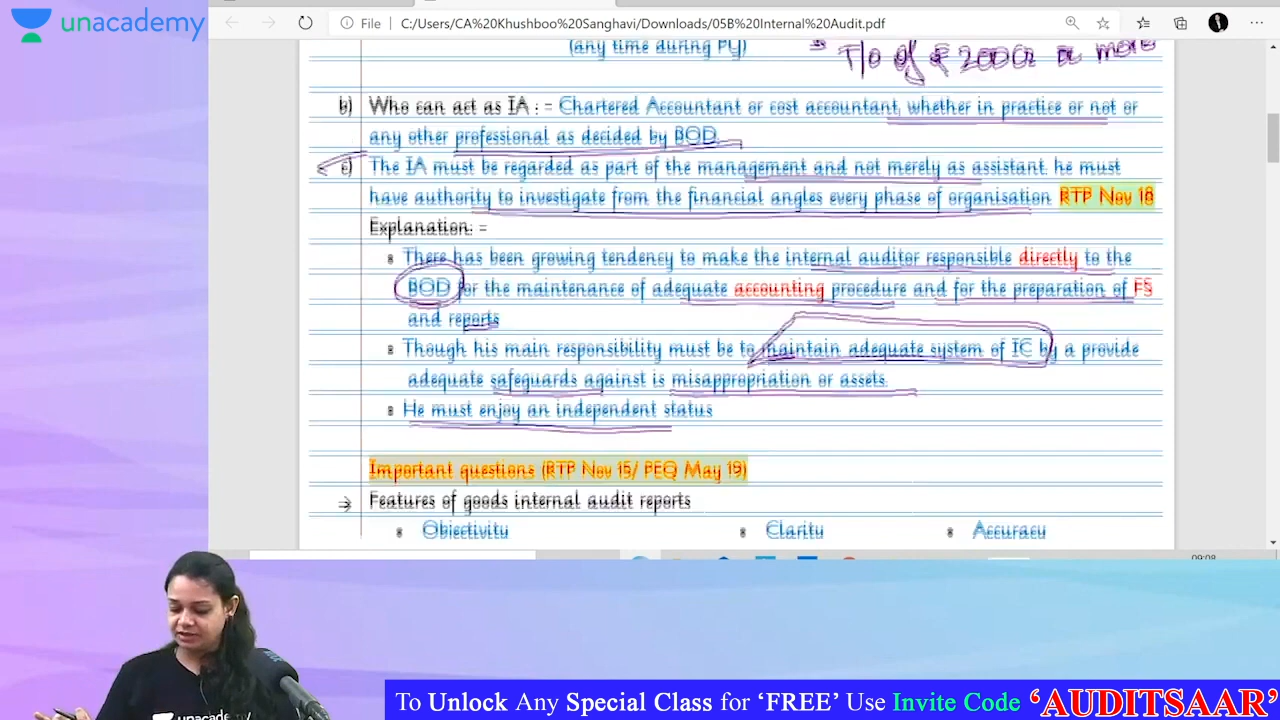 unacademy
File C:/Users/CA%20Khushboo%20Sanghavi/Downloads/05B%20Internal%20Audit.pdf
(any time during PY) T/o of ₹ 200Cr or more
b) Who can act as IA : = Chartered Accountant or cost accountant, whether in practice or not or
any other professional as decided by BOD.
c) The IA must be regarded as part of the management and not merely as assistant. he must
have authority to investigate from the financial angles every phase of organisation RTP Nov 18
Explanation: =
There has been growing tendency to make the internal auditor responsible directly to the
BOD for the maintenance of adequate accounting procedure and for the preparation of FS
and reports
Though his main responsibility must be to maintain adequate system of IC by a provide
adequate safeguards against is misappropriation or assets.
He must enjoy an independent status
Important questions (RTP Nov 15/ PEQ May 19)
⇒ Features of goods internal audit reports
Objectivity Clarity Accuracy
09:08
unacademy
To Unlock Any Special Class for ‘FREE’ Use Invite Code ‘AUDITSAAR’